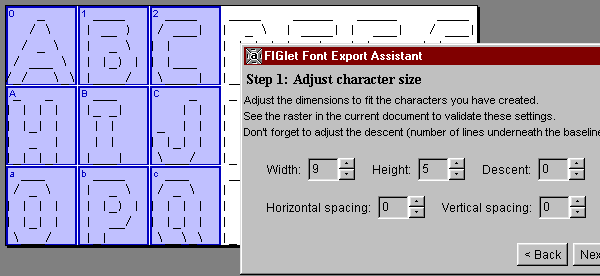 0 1 2
A B C
a b c
FIGlet Font Export Assistant
Step 1: Adjust character size
Adjust the dimensions to fit the characters you have created.
See the raster in the current document to validate these settings.
Don't forget to adjust the descent (number of lines underneath the baseline
Width: 9 Height: 5 Descent: 0
Horizontal spacing: 0 Vertical spacing: 0
< Back Nex